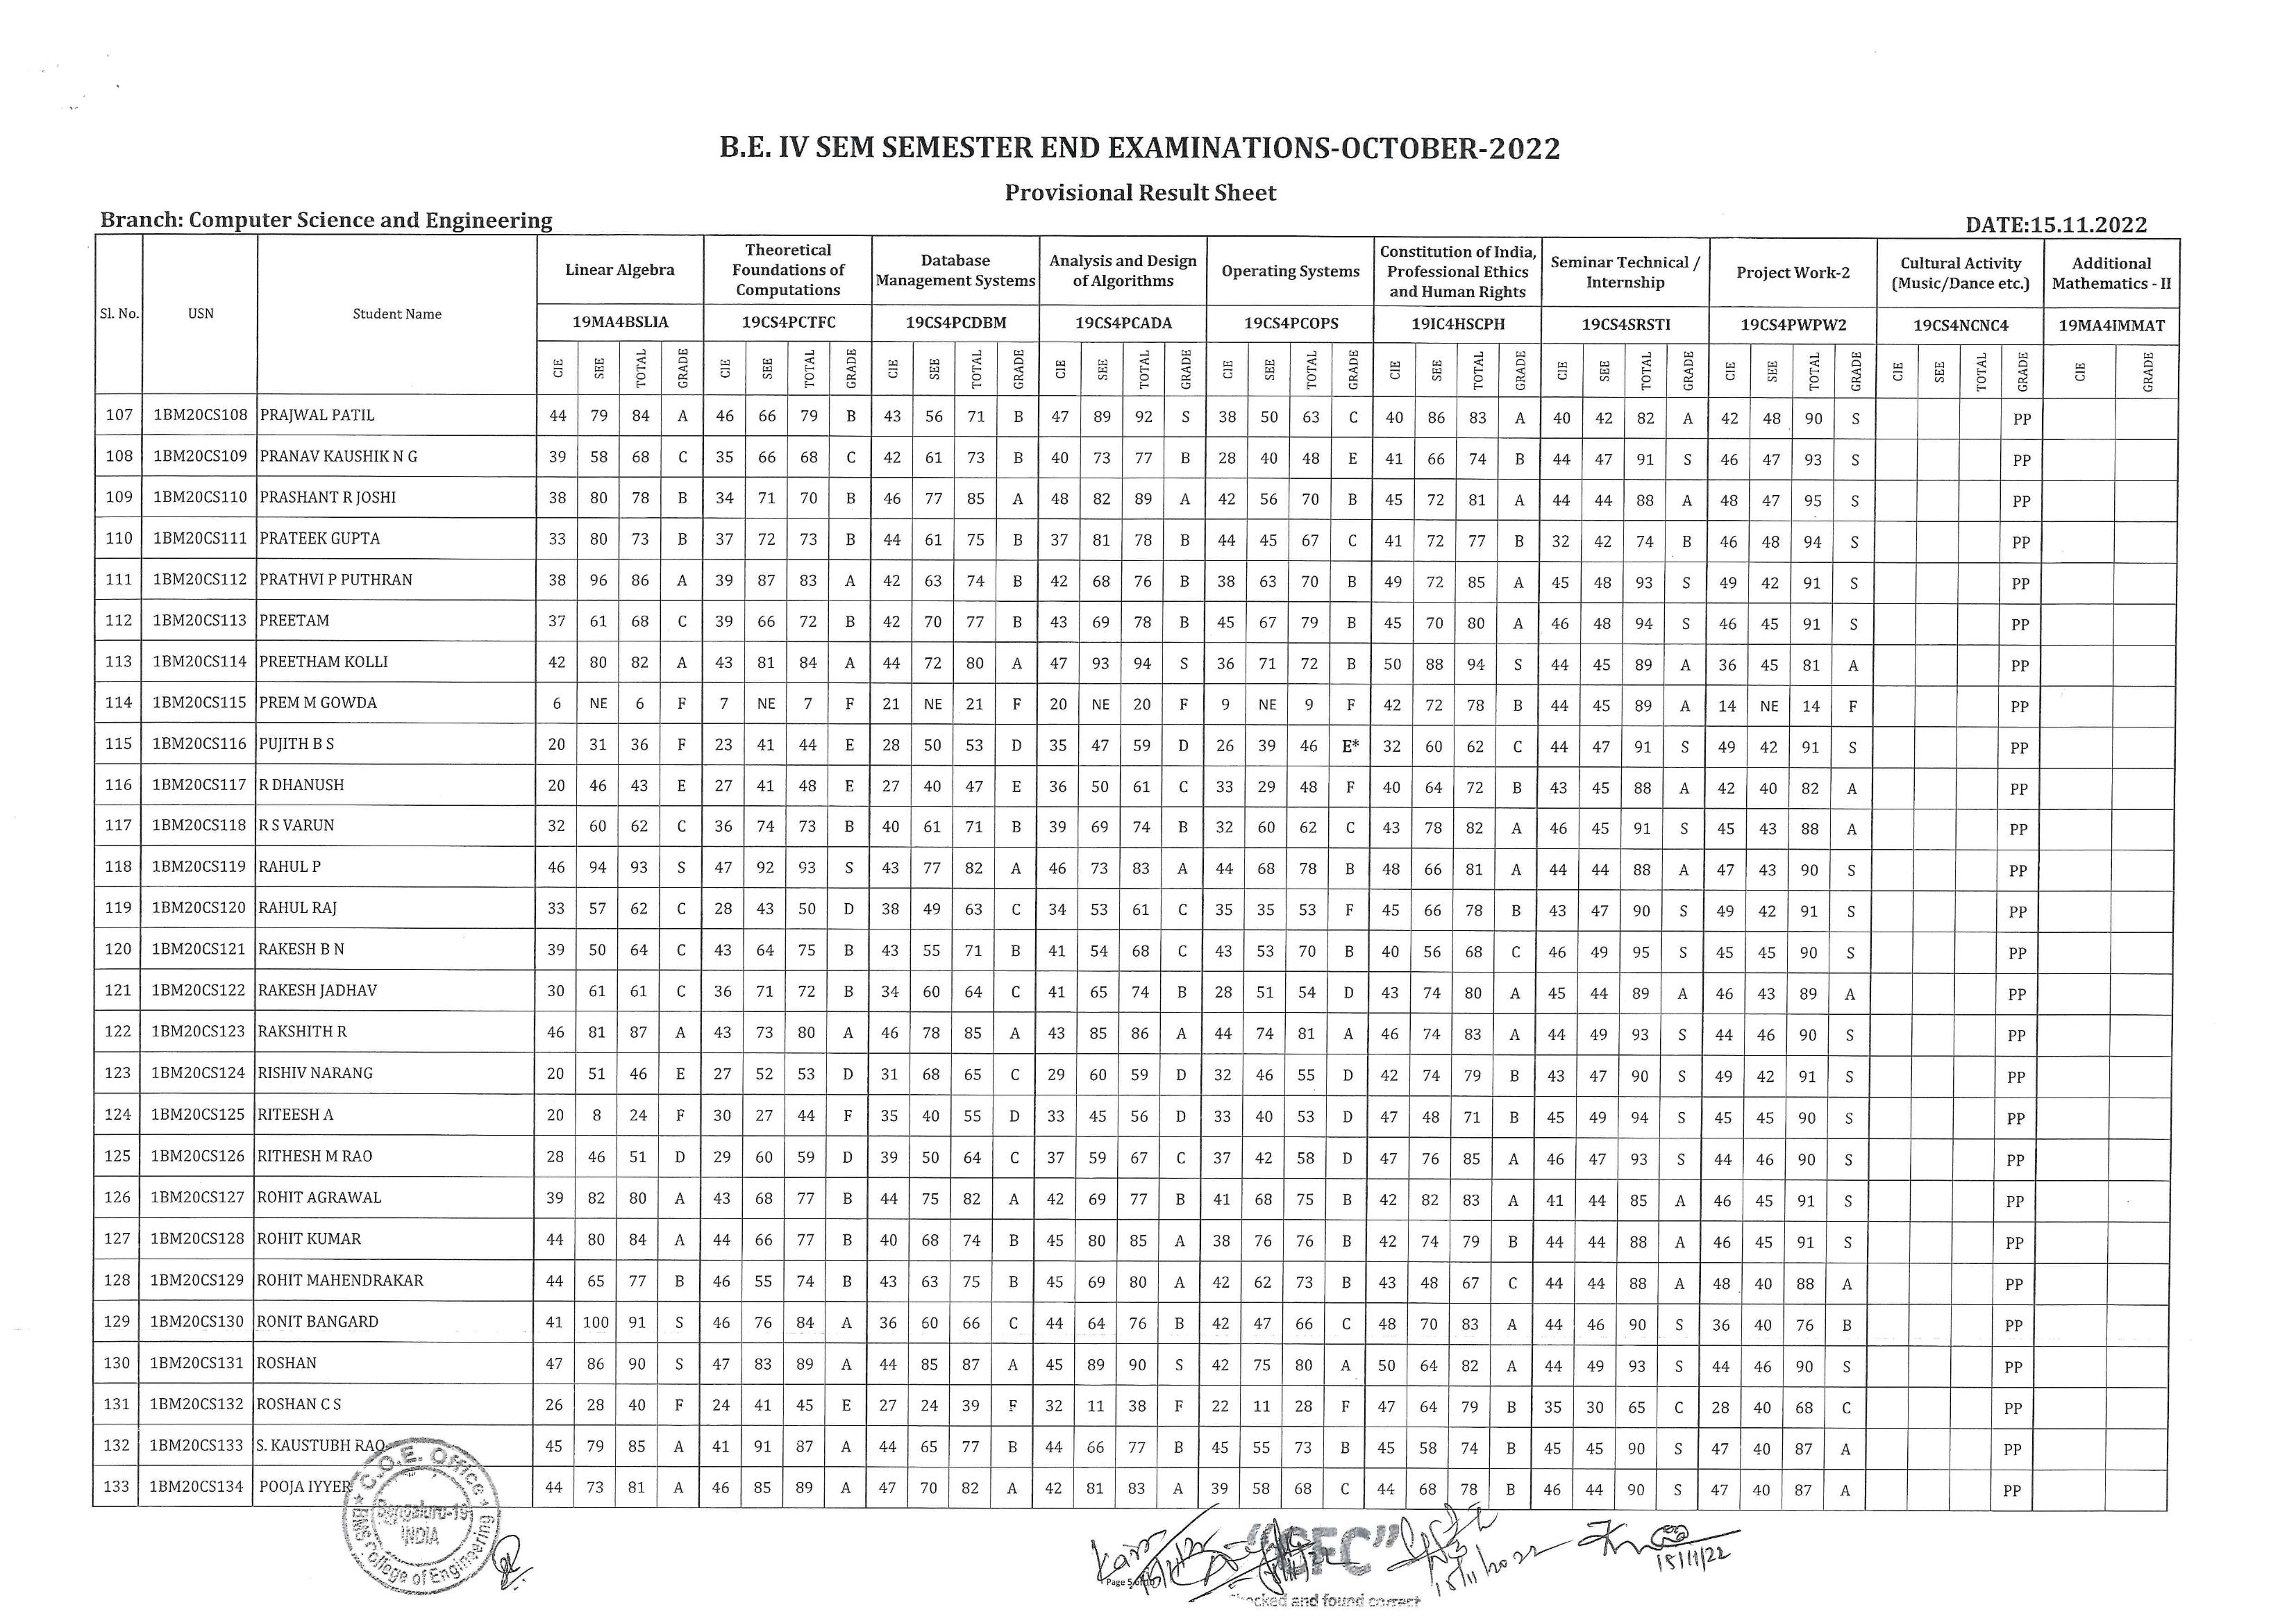 B.E. IV SEM SEMESTER END EXAMINATIONS-OCTOBER-2022
Provisional Result Sheet
Branch: Computer Science and Engineering DATE:15.11.2022
Sl. No. USN Student Name Linear Algebra Theoretical Foundations of Computations Database Management Systems Analysis and Design of Algorithms Operating Systems Constitution of India, Professional Ethics and Human Rights Seminar Technical / Internship Project Work-2 Cultural Activity (Music/Dance etc.) Additional Mathematics - II
19MA4BSLIA 19CS4PCTFC 19CS4PCDBM 19CS4PCADA 19CS4PCOPS 19IC4HSCPH 19CS4SRSTI 19CS4PWPW2 19CS4NCNC4 19MA4IMMAT
CIE SEE TOTAL GRADE CIE SEE TOTAL GRADE CIE SEE TOTAL GRADE CIE SEE TOTAL GRADE CIE SEE TOTAL GRADE CIE SEE TOTAL GRADE CIE SEE TOTAL GRADE CIE SEE TOTAL GRADE CIE SEE TOTAL GRADE CIE GRADE
107 1BM20CS108 PRAJWAL PATIL 44 79 84 A 46 66 79 B 43 56 71 B 47 89 92 S 38 50 63 C 40 86 83 A 40 42 82 A 42 48 90 S PP
108 1BM20CS109 PRANAV KAUSHIK N G 39 58 68 C 35 66 68 C 42 61 73 B 40 73 77 B 28 40 48 E 41 66 74 B 44 47 91 S 46 47 93 S PP
109 1BM20CS110 PRASHANT R JOSHI 38 80 78 B 34 71 70 B 46 77 85 A 48 82 89 A 42 56 70 B 45 72 81 A 44 44 88 A 48 47 95 S PP
110 1BM20CS111 PRATEEK GUPTA 33 80 73 B 37 72 73 B 44 61 75 B 37 81 78 B 44 45 67 C 41 72 77 B 32 42 74 B 46 48 94 S PP
111 1BM20CS112 PRATHVI P PUTHRAN 38 96 86 A 39 87 83 A 42 63 74 B 42 68 76 B 38 63 70 B 49 72 85 A 45 48 93 S 49 42 91 S PP
112 1BM20CS113 PREETAM 37 61 68 C 39 66 72 B 42 70 77 B 43 69 78 B 45 67 79 B 45 70 80 A 46 48 94 S 46 45 91 S PP
113 1BM20CS114 PREETHAM KOLLI 42 80 82 A 43 81 84 A 44 72 80 A 47 93 94 S 36 71 72 B 50 88 94 S 44 45 89 A 36 45 81 A PP
114 1BM20CS115 PREM M GOWDA 6 NE 6 F 7 NE 7 F 21 NE 21 F 20 NE 20 F 9 NE 9 F 42 72 78 B 44 45 89 A 14 NE 14 F PP
115 1BM20CS116 PUJITH B S 20 31 36 F 23 41 44 E 28 50 53 D 35 47 59 D 26 39 46 E* 32 60 62 C 44 47 91 S 49 42 91 S PP
116 1BM20CS117 R DHANUSH 20 46 43 E 27 41 48 E 27 40 47 E 36 50 61 C 33 29 48 F 40 64 72 B 43 45 88 A 42 40 82 A PP
117 1BM20CS118 R S VARUN 32 60 62 C 36 74 73 B 40 61 71 B 39 69 74 B 32 60 62 C 43 78 82 A 46 45 91 S 45 43 88 A PP
118 1BM20CS119 RAHUL P 46 94 93 S 47 92 93 S 43 77 82 A 46 73 83 A 44 68 78 B 48 66 81 A 44 44 88 A 47 43 90 S PP
119 1BM20CS120 RAHUL RAJ 33 57 62 C 28 43 50 D 38 49 63 C 34 53 61 C 35 35 53 F 45 66 78 B 43 47 90 S 49 42 91 S PP
120 1BM20CS121 RAKESH B N 39 50 64 C 43 64 75 B 43 55 71 B 41 54 68 C 43 53 70 B 40 56 68 C 46 49 95 S 45 45 90 S PP
121 1BM20CS122 RAKESH JADHAV 30 61 61 C 36 71 72 B 34 60 64 C 41 65 74 B 28 51 54 D 43 74 80 A 45 44 89 A 46 43 89 A PP
122 1BM20CS123 RAKSHITH R 46 81 87 A 43 73 80 A 46 78 85 A 43 85 86 A 44 74 81 A 46 74 83 A 44 49 93 S 44 46 90 S PP
123 1BM20CS124 RISHIV NARANG 20 51 46 E 27 52 53 D 31 68 65 C 29 60 59 D 32 46 55 D 42 74 79 B 43 47 90 S 49 42 91 S PP
124 1BM20CS125 RITEESH A 20 8 24 F 30 27 44 F 35 40 55 D 33 45 56 D 33 40 53 D 47 48 71 B 45 49 94 S 45 45 90 S PP
125 1BM20CS126 RITHESH M RAO 28 46 51 D 29 60 59 D 39 50 64 C 37 59 67 C 37 42 58 D 47 76 85 A 46 47 93 S 44 46 90 S PP
126 1BM20CS127 ROHIT AGRAWAL 39 82 80 A 43 68 77 B 44 75 82 A 42 69 77 B 41 68 75 B 42 82 83 A 41 44 85 A 46 45 91 S PP
127 1BM20CS128 ROHIT KUMAR 44 80 84 A 44 66 77 B 40 68 74 B 45 80 85 A 38 76 76 B 42 74 79 B 44 44 88 A 46 45 91 S PP
128 1BM20CS129 ROHIT MAHENDRAKAR 44 65 77 B 46 55 74 B 43 63 75 B 45 69 80 A 42 62 73 B 43 48 67 C 44 44 88 A 48 40 88 A PP
129 1BM20CS130 RONIT BANGARD 41 100 91 S 46 76 84 A 36 60 66 C 44 64 76 B 42 47 66 C 48 70 83 A 44 46 90 S 36 40 76 B PP
130 1BM20CS131 ROSHAN 47 86 90 S 47 83 89 A 44 85 87 A 45 89 90 S 42 75 80 A 50 64 82 A 44 49 93 S 44 46 90 S PP
131 1BM20CS132 ROSHAN C S 26 28 40 F 24 41 45 E 27 24 39 F 32 11 38 F 22 11 28 F 47 64 79 B 35 30 65 C 28 40 68 C PP
132 1BM20CS133 S. KAUSTUBH RAO 45 79 85 A 41 91 87 A 44 65 77 B 44 66 77 B 45 55 73 B 45 58 74 B 45 45 90 S 47 40 87 A PP
133 1BM20CS134 POOJA IYYER 44 73 81 A 46 85 89 A 47 70 82 A 42 81 83 A 39 58 68 C 44 68 78 B 46 44 90 S 47 40 87 A PP
C.O.E. Office
Bengaluru-19
INDIA
BMS College of Engineering
Page 5
15/11/2022
15/11/22
and found correct